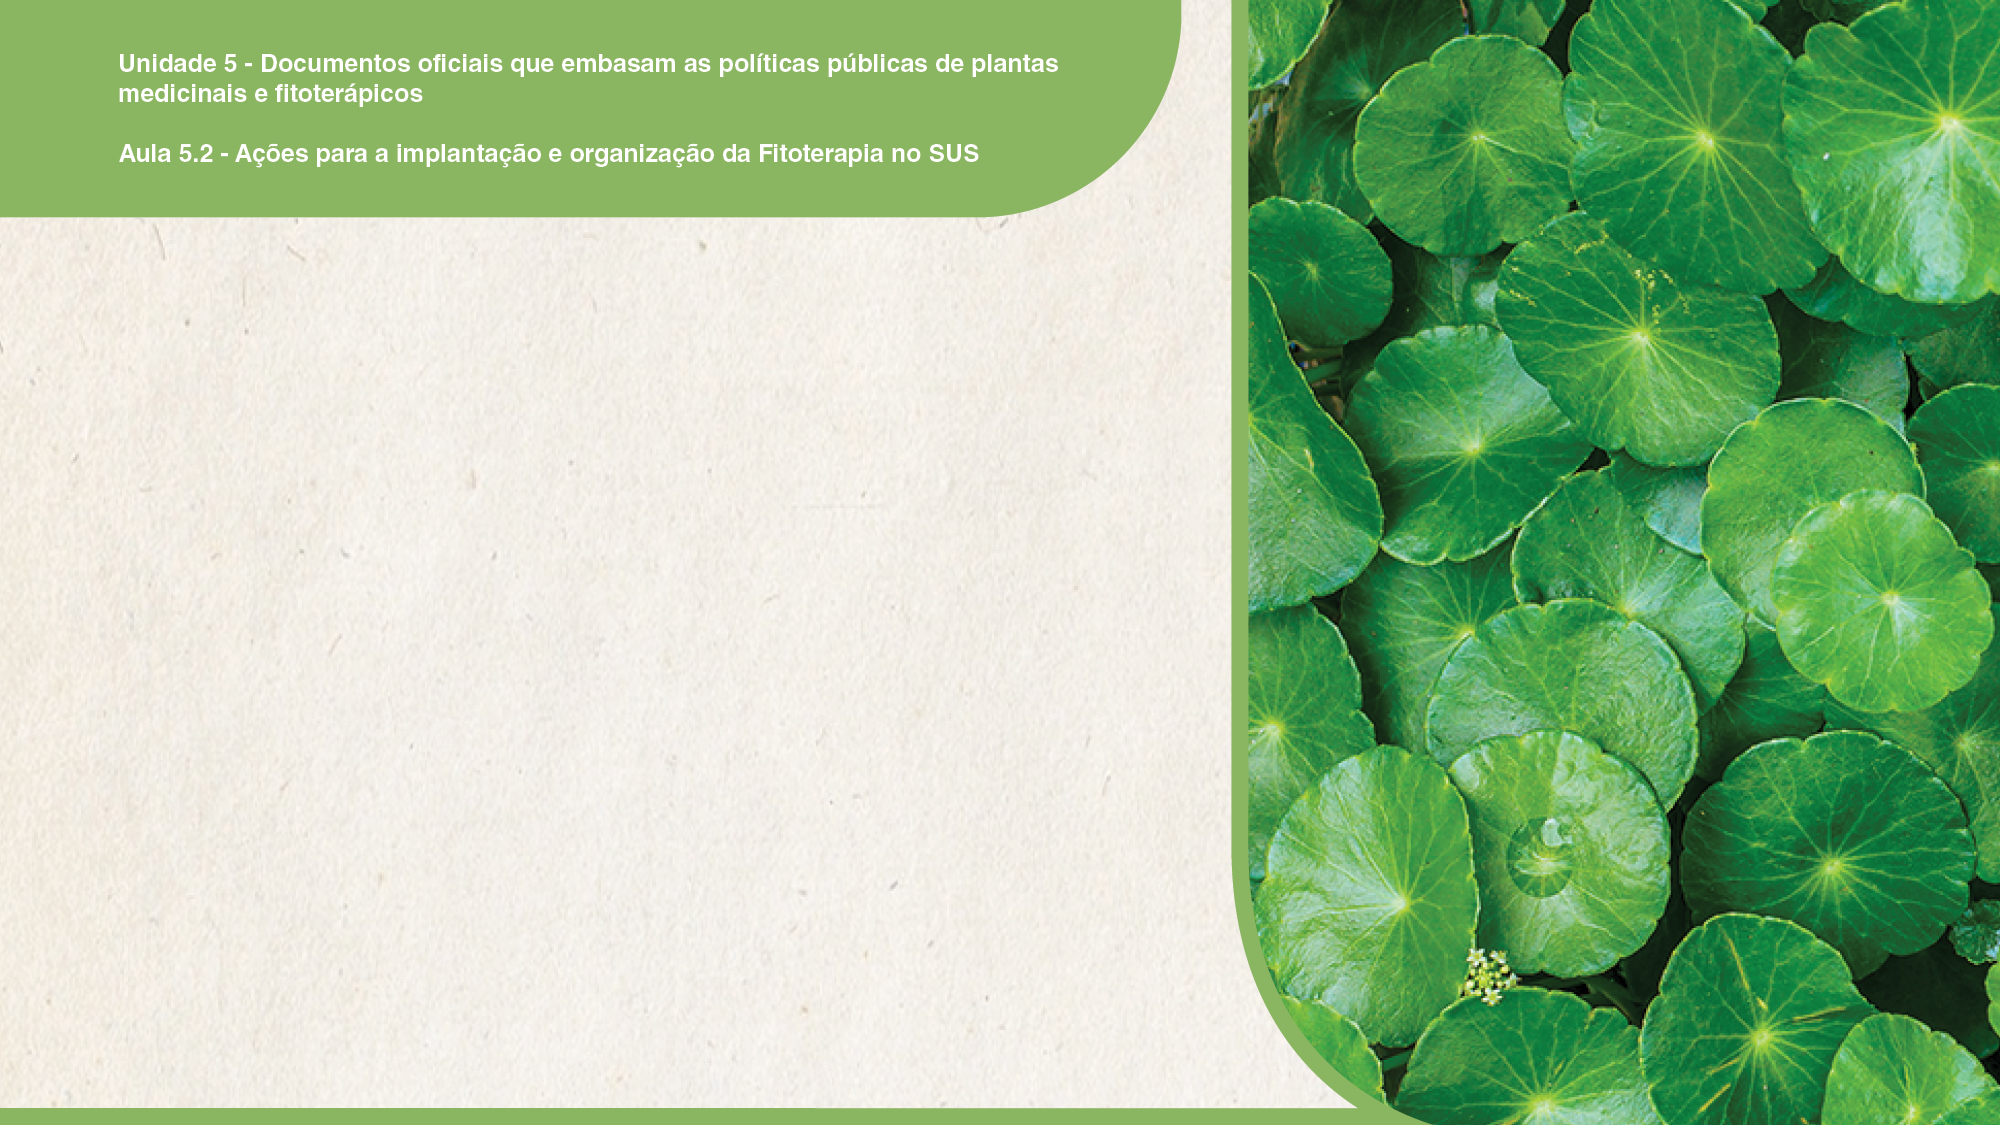 Unidade 5 - Documentos oficiais que embasam as políticas públicas de plantas
medicinais e fitoterápicos
Aula 5.2 - Ações para a implantação e organização da Fitoterapia no SUS